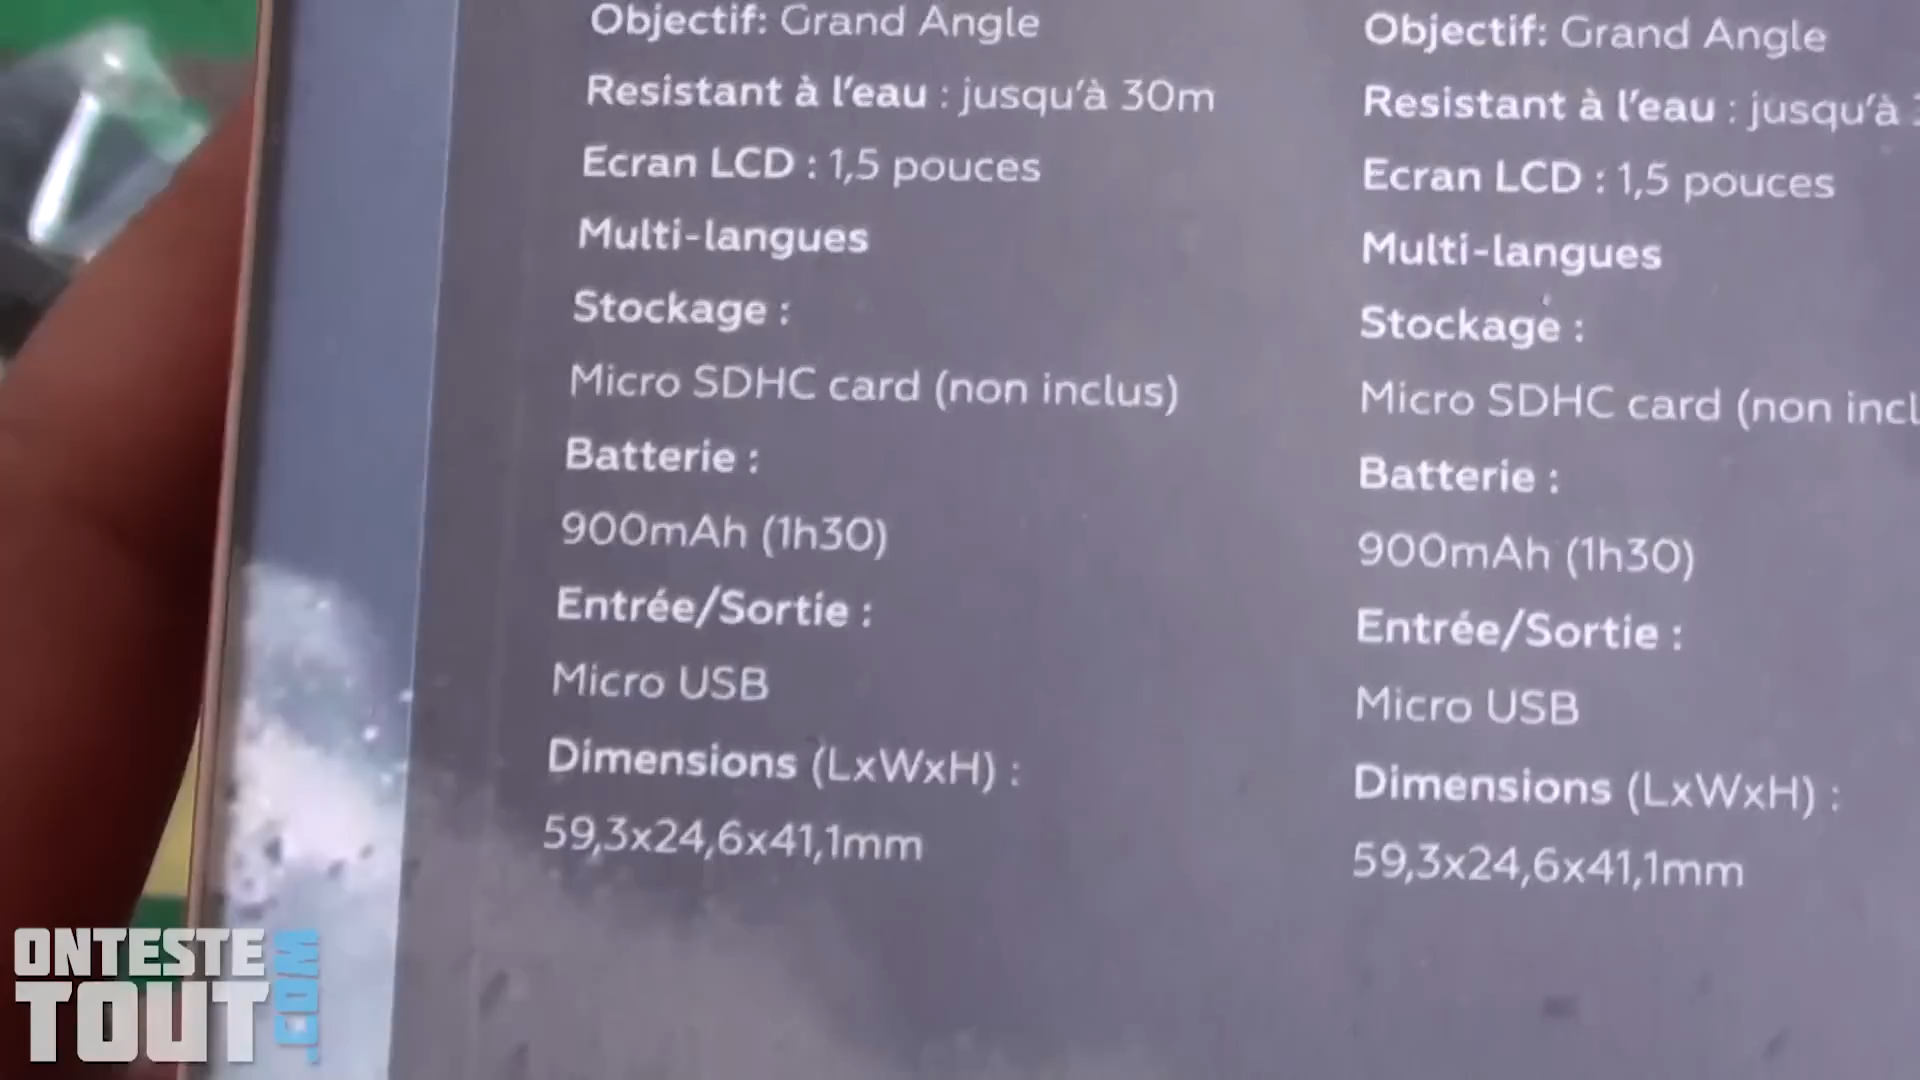 Objectif: Grand Angle
Resistant à l'eau : jusqu'à 30m
Ecran LCD : 1,5 pouces
Multi-langues
Stockage :
Micro SDHC card (non inclus)
Batterie :
900mAh (1h30)
Entrée/Sortie :
Micro USB
Dimensions (LxWxH) :
59,3x24,6x41,1mm
Objectif: Grand Angle
Resistant à l'eau : jusqu'à
Ecran LCD : 1,5 pouces
Multi-langues
Stockage :
Micro SDHC card (non incl
Batterie :
900mAh (1h30)
Entrée/Sortie :
Micro USB
Dimensions (LxWxH) :
59,3x24,6x41,1mm
ONTESTE
TOUT
.COM